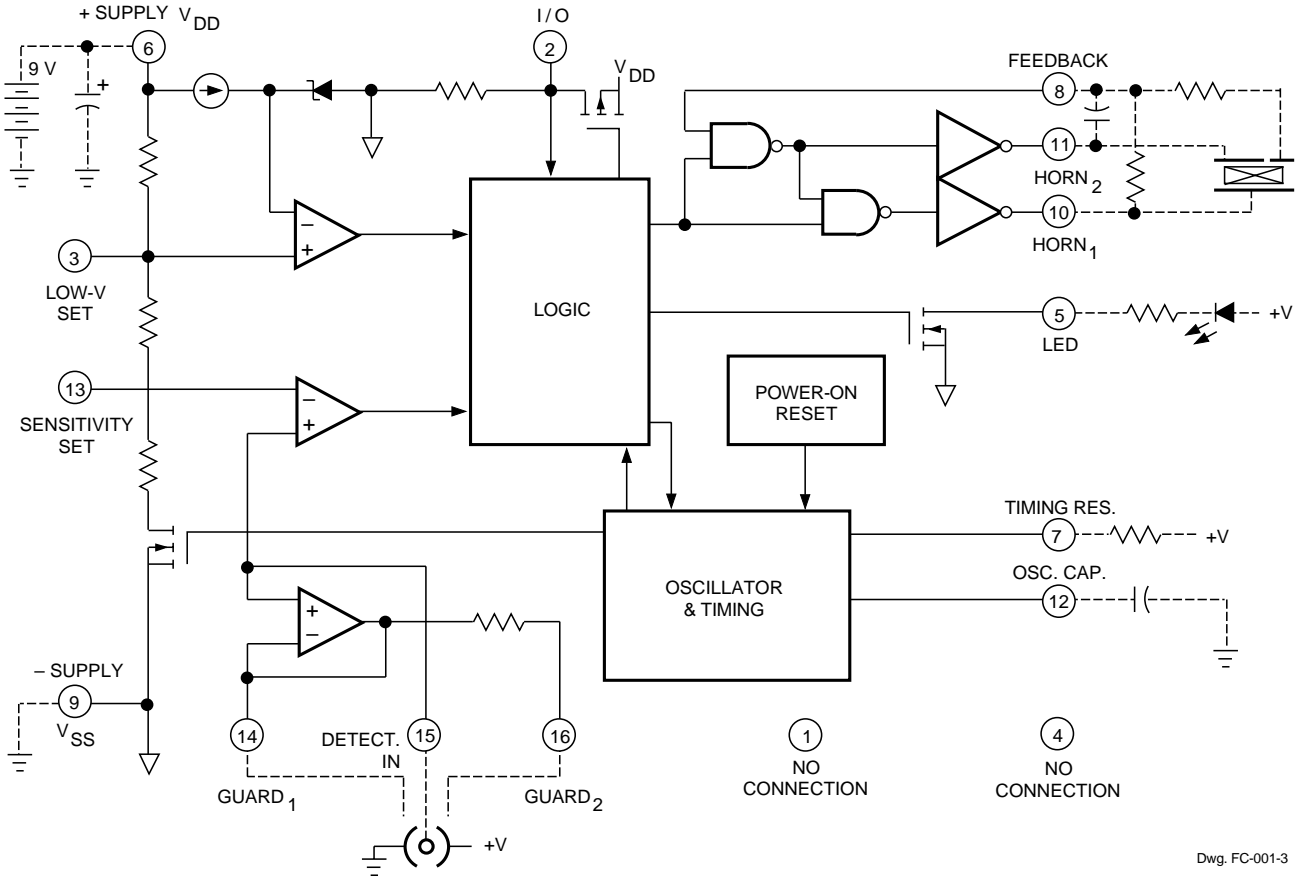 + SUPPLY V DD
6
9 V
+
I / O
2
V DD
FEEDBACK
8
11
HORN 2
10
HORN 1
3
LOW-V
SET
–
+
LOGIC
5
LED
+V
13
SENSITIVITY
SET
–
+
POWER-ON
RESET
TIMING RES.
7
+V
OSC. CAP.
12
OSCILLATOR
& TIMING
+
–
– SUPPLY
9
V SS
14
GUARD 1
DETECT.
IN
15
16
GUARD 2
+V
1
NO
CONNECTION
4
NO
CONNECTION
Dwg. FC-001-3